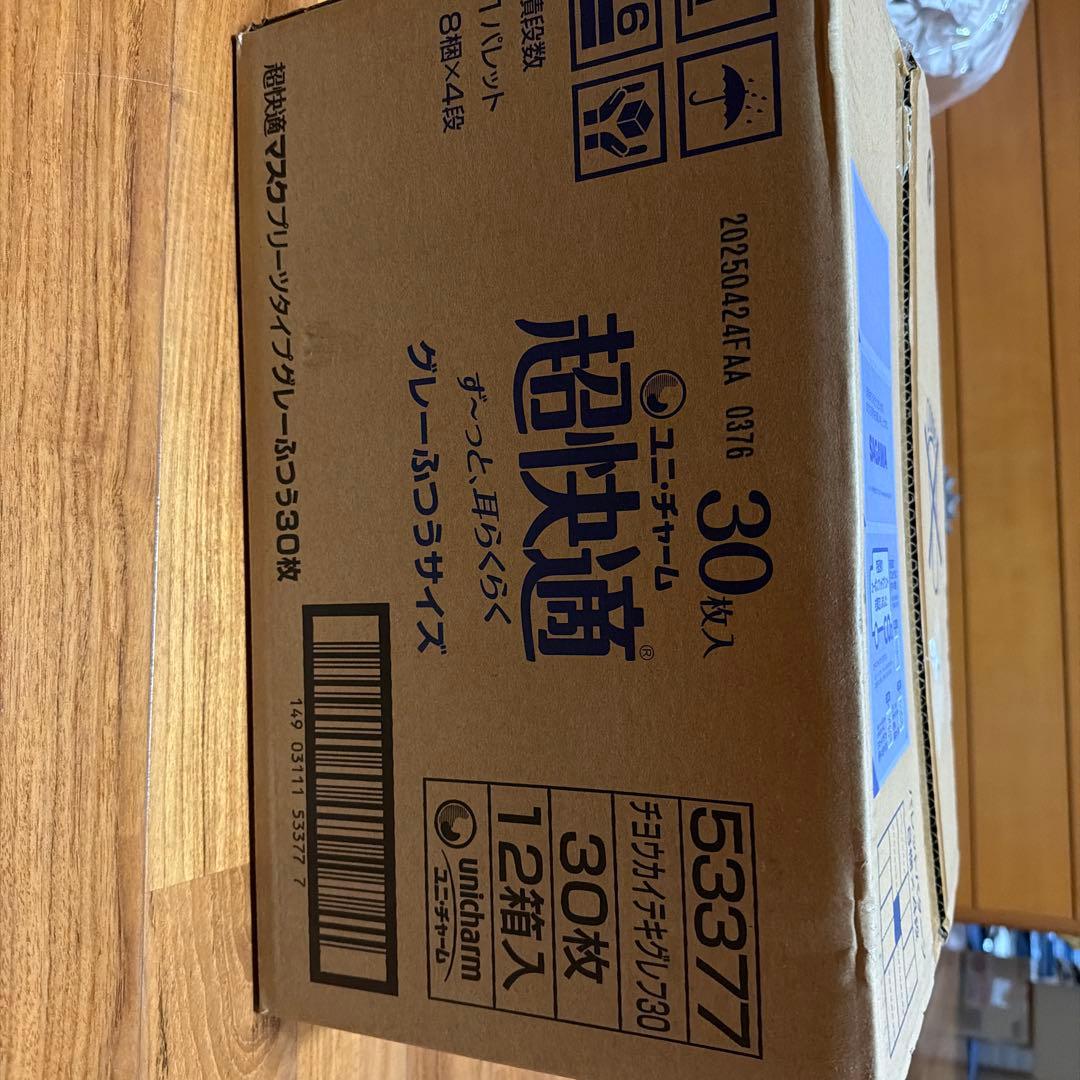 20250424FAA 0376
30枚入
ユニ・チャーム
超快適®
ず〜っと、耳らくらく
グレーふつうサイズ
6
積段数
1パレット
8梱×4段
超快適マスクプリーツタイプグレーふつう30枚
53377
チヨウカイテキグレフ30
30枚
12箱入
unicharm
ユニ・チャーム
149 03111 53377 7
SAGAWA